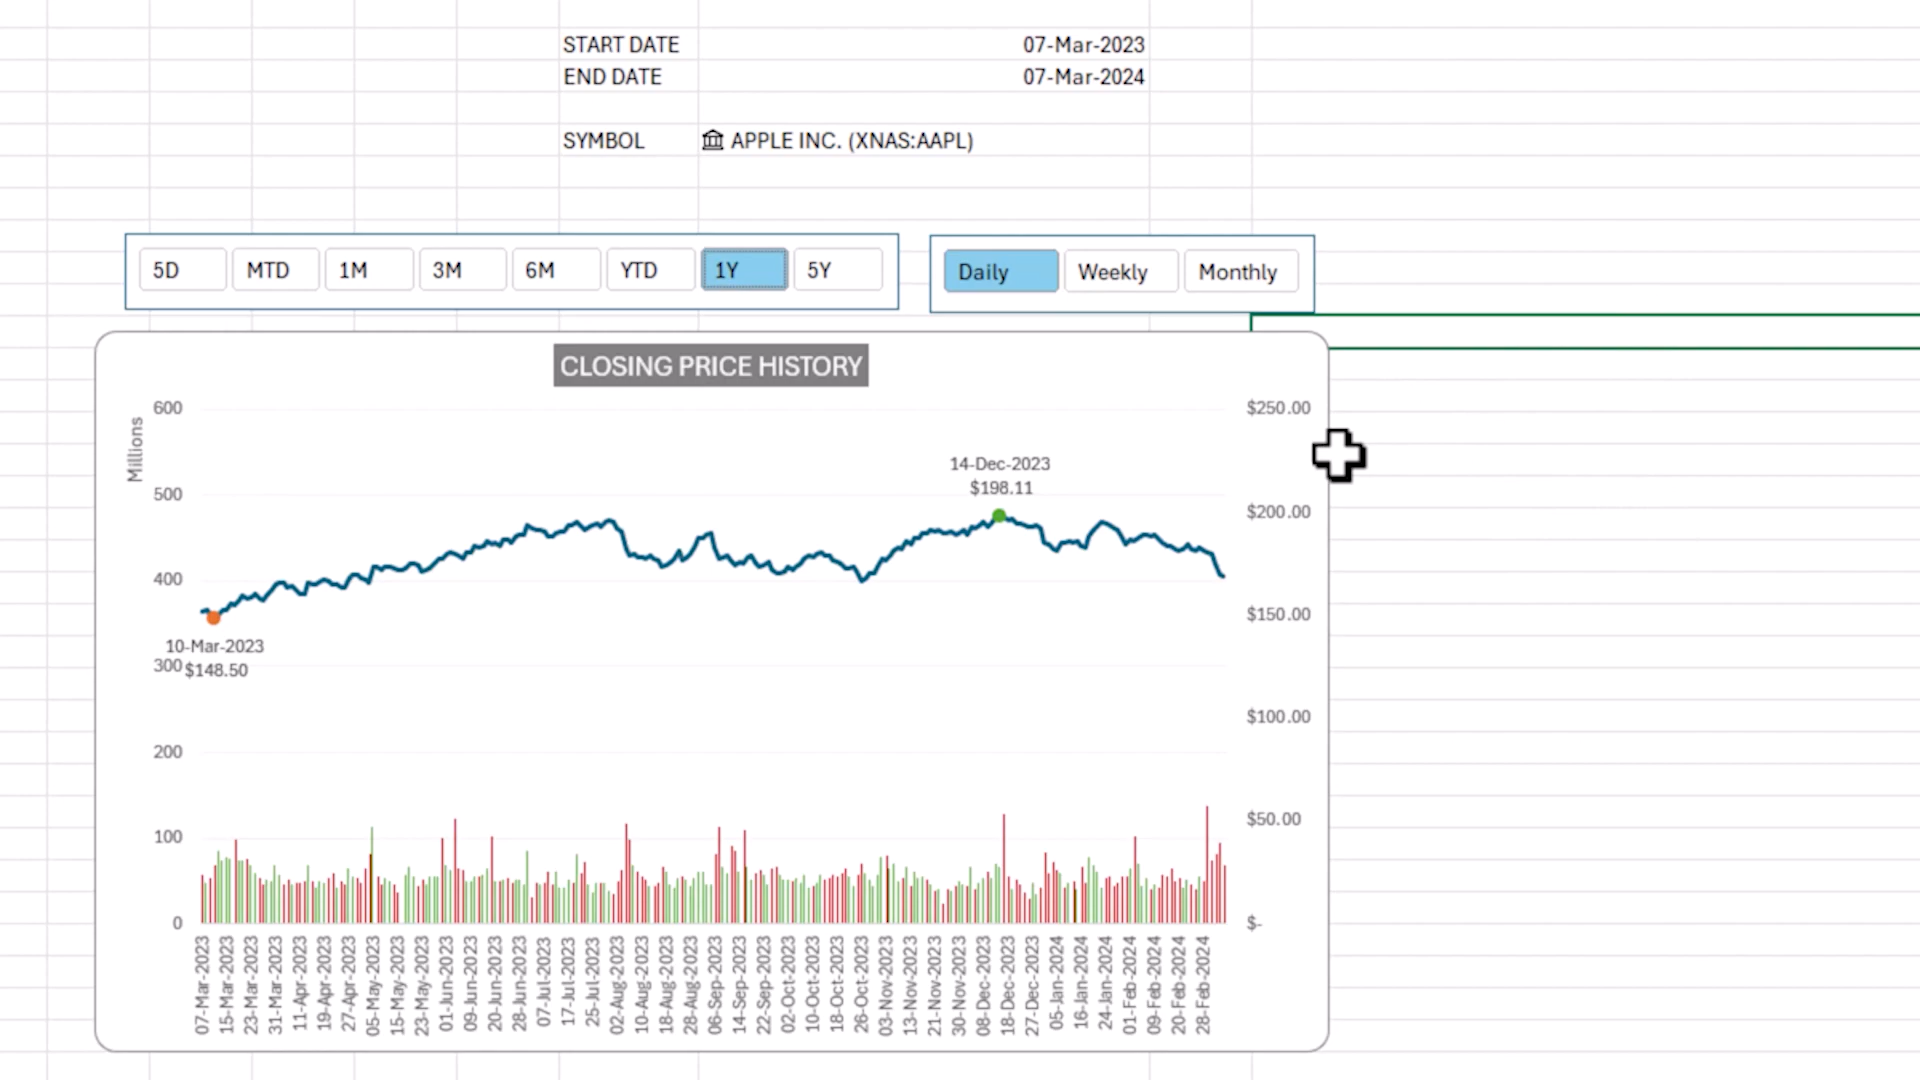 START DATE 07-Mar-2023
END DATE 07-Mar-2024
SYMBOL APPLE INC. (XNAS:AAPL)
5D MTD 1M 3M 6M YTD 1Y 5Y
Daily Weekly Monthly
CLOSING PRICE HISTORY
Millions
600
500
400
300
200
100
0
14-Dec-2023
$198.11
10-Mar-2023
$148.50
$250.00
$200.00
$150.00
$100.00
$50.00
$-
07-Mar-2023
15-Mar-2023
23-Mar-2023
31-Mar-2023
11-Apr-2023
19-Apr-2023
27-Apr-2023
05-May-2023
15-May-2023
23-May-2023
01-Jun-2023
09-Jun-2023
20-Jun-2023
28-Jun-2023
07-Jul-2023
17-Jul-2023
25-Jul-2023
02-Aug-2023
10-Aug-2023
18-Aug-2023
28-Aug-2023
06-Sep-2023
14-Sep-2023
22-Sep-2023
02-Oct-2023
10-Oct-2023
18-Oct-2023
26-Oct-2023
03-Nov-2023
13-Nov-2023
21-Nov-2023
30-Nov-2023
08-Dec-2023
18-Dec-2023
27-Dec-2023
05-Jan-2024
16-Jan-2024
24-Jan-2024
01-Feb-2024
09-Feb-2024
20-Feb-2024
28-Feb-2024